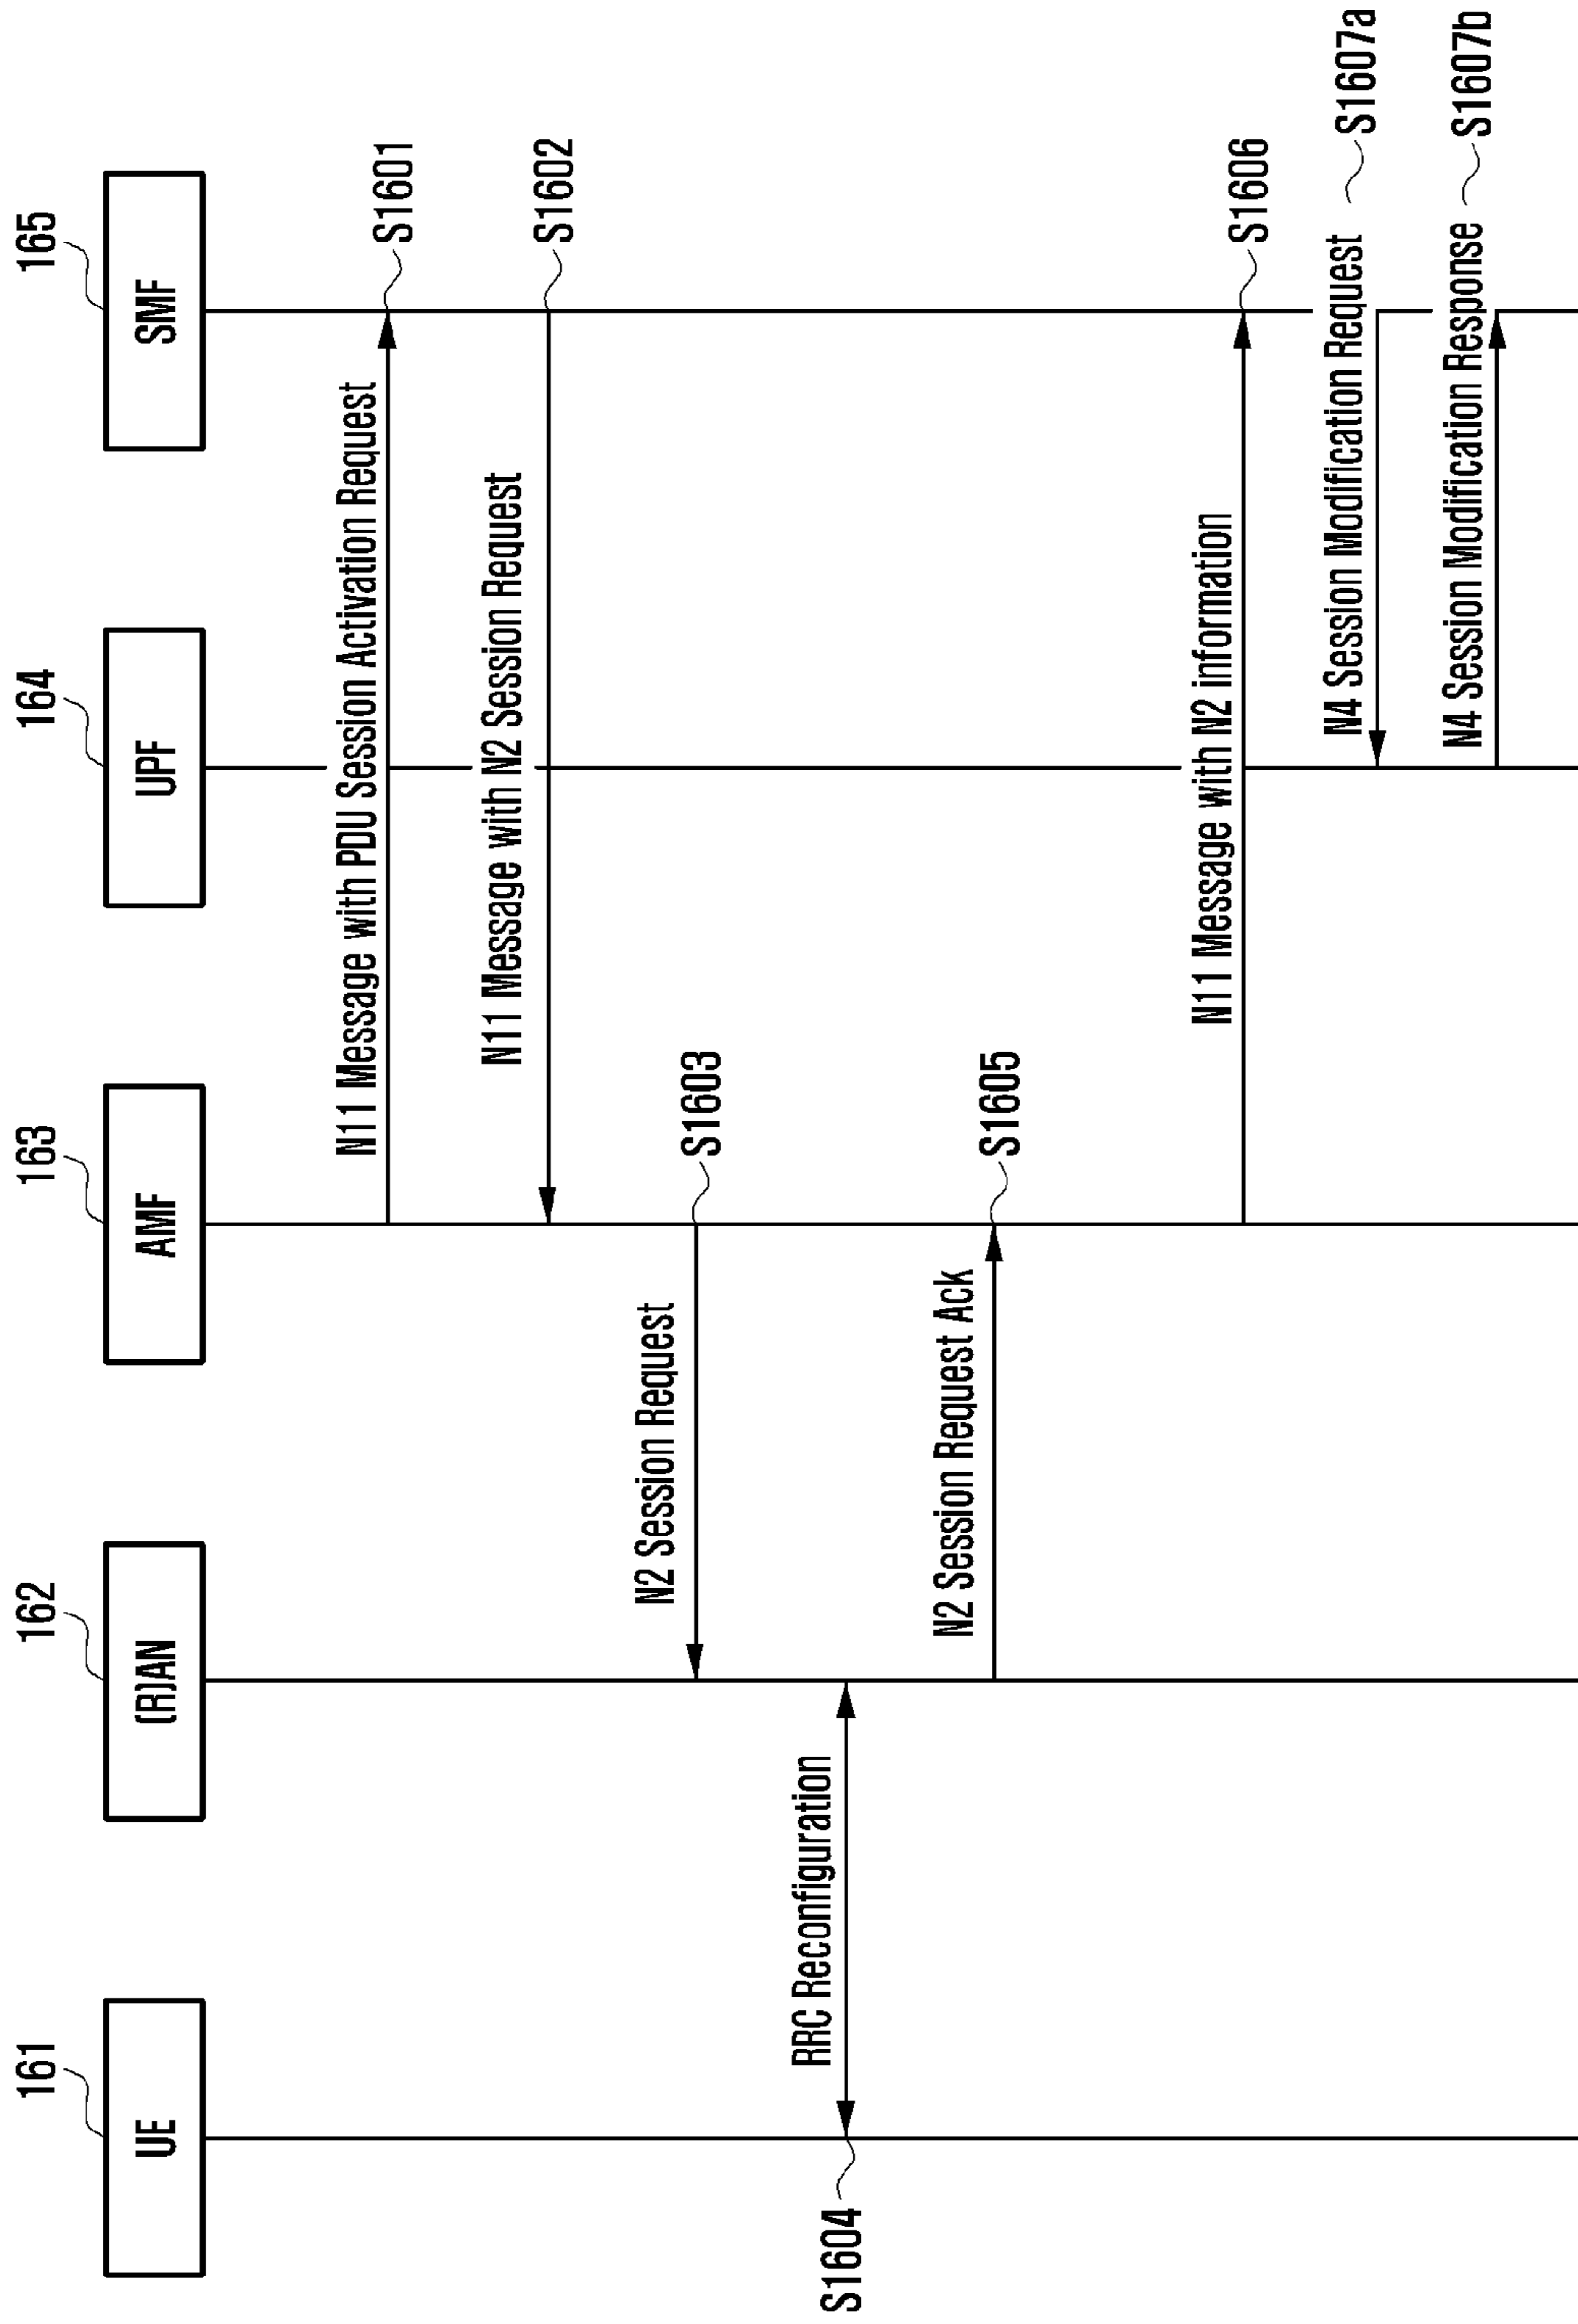 161
162
163
164
165
UE
(R)AN
AMF
UPF
SMF
N11 Message with PDU Session Activation Request
S1601
N11 Message with N2 Session Request
S1602
N2 Session Request
S1603
S1604
RRC Reconfiguration
N2 Session Request Ack
S1605
N11 Message with N2 information
S1606
N4 Session Modification Request
S1607a
N4 Session Modification Response
S1607b